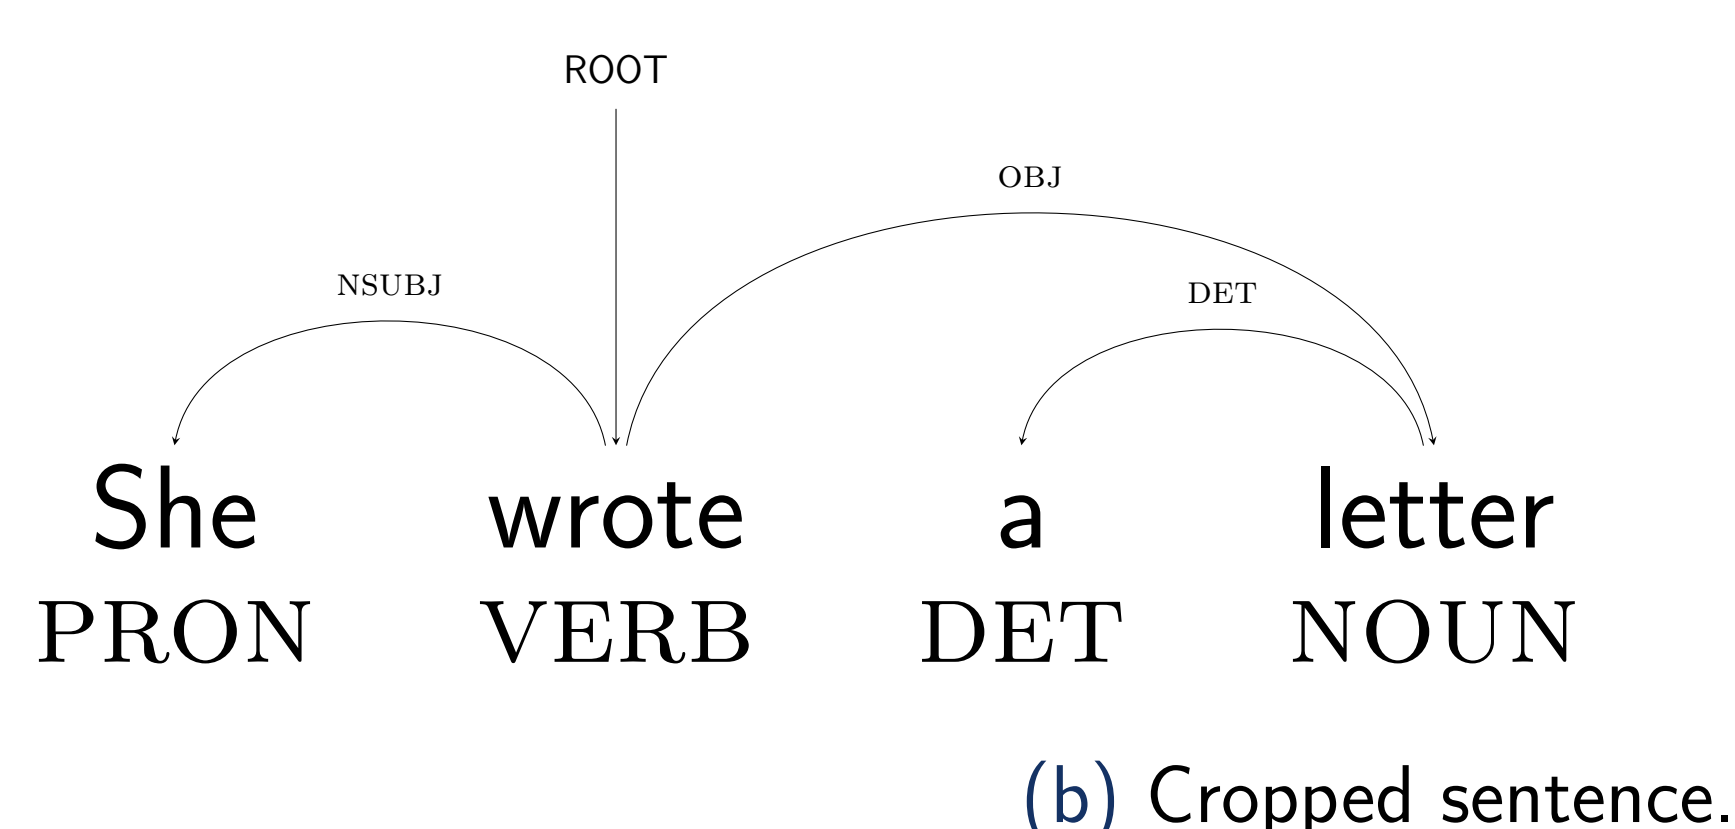 ROOT
OBJ
NSUBJ
DET
She wrote a letter
PRON VERB DET NOUN
(b) Cropped sentence.